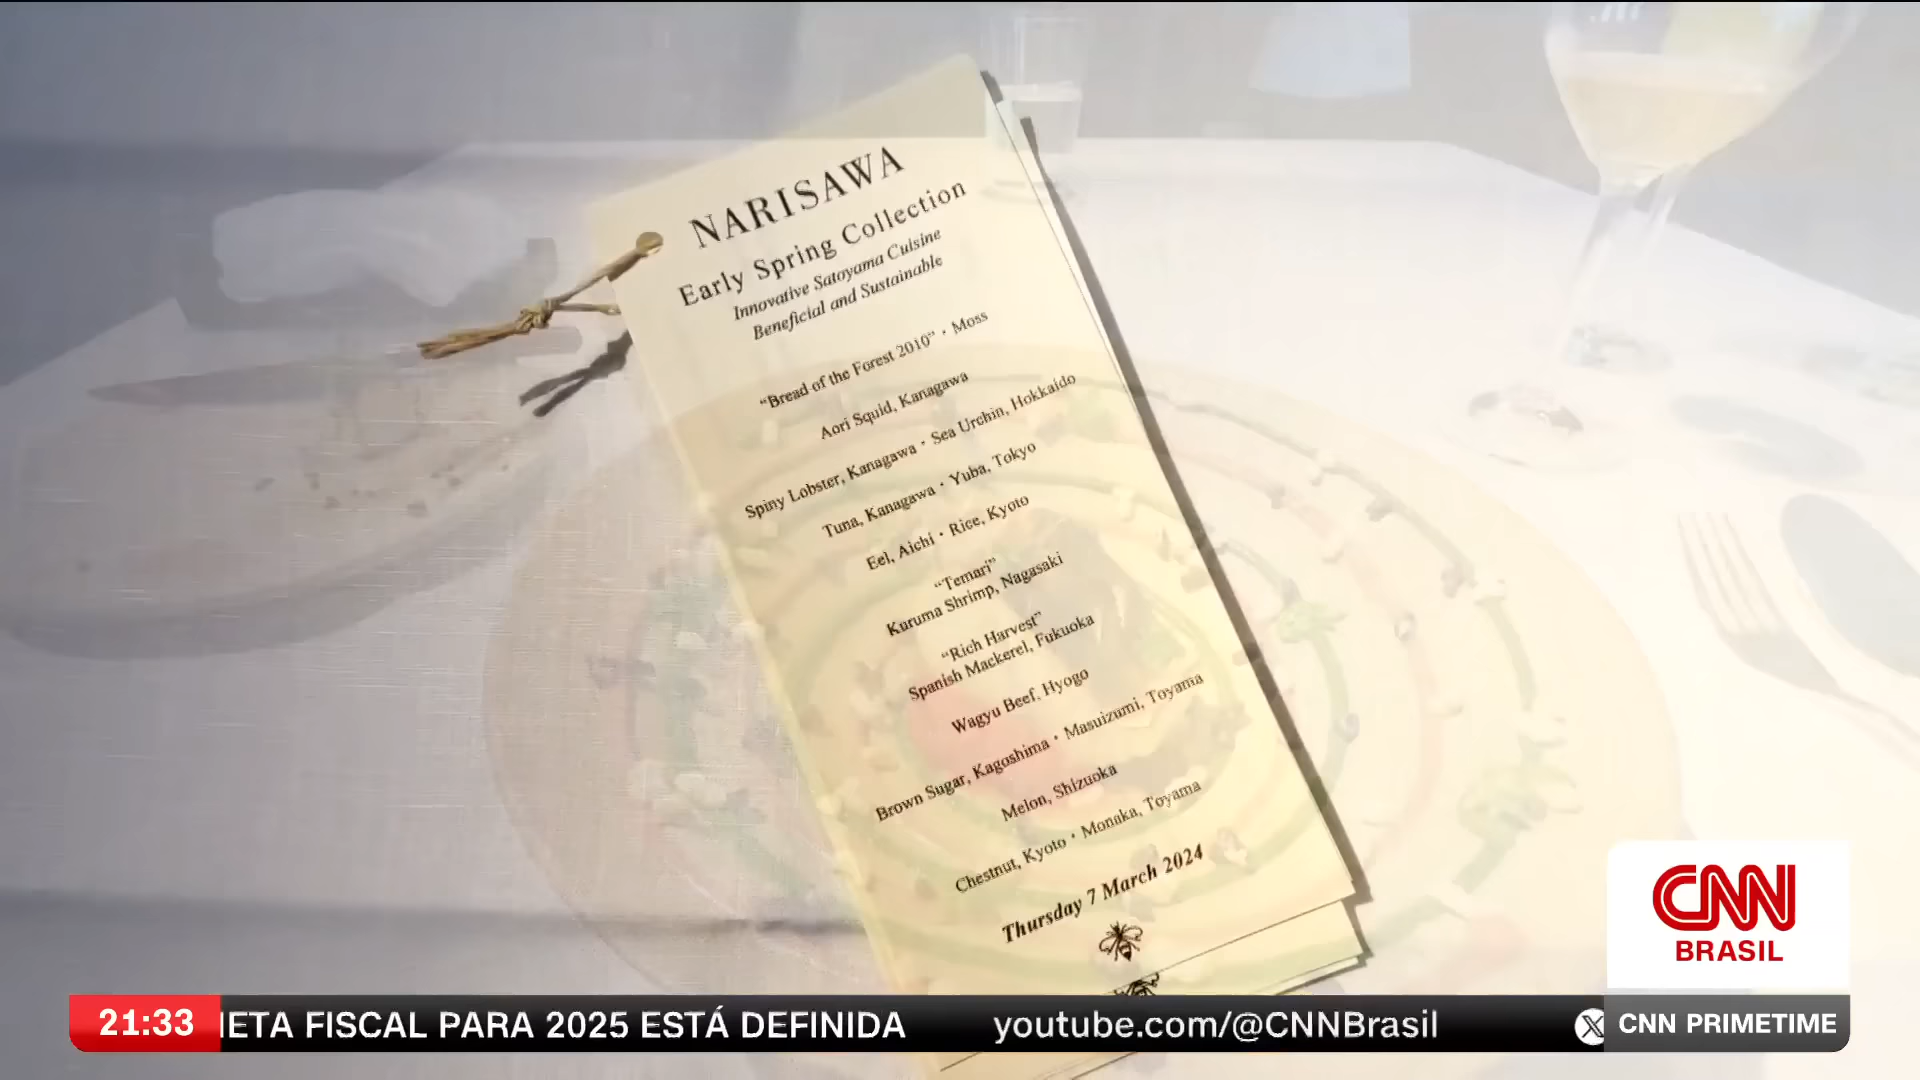 NARISAWA
Early Spring Collection
Innovative Satoyama Cuisine
Beneficial and Sustainable
“Bread of the Forest 2010” • Moss
Aori Squid, Kanagawa
Spiny Lobster, Kanagawa • Sea Urchin, Hokkaido
Tuna, Kanagawa • Yuba, Tokyo
Eel, Aichi • Rice, Kyoto
“Temari”
Kuruma Shrimp, Nagasaki
“Rich Harvest”
Spanish Mackerel, Fukuoka
Wagyu Beef, Hyogo
Brown Sugar, Kagoshima • Masuizumi, Toyama
Melon, Shizuoka
Chestnut, Kyoto • Monaka, Toyama
Thursday 7 March 2024
CNN
BRASIL
21:33 IETA FISCAL PARA 2025 ESTÁ DEFINIDA youtube.com/@CNNBrasil X CNN PRIMETIME